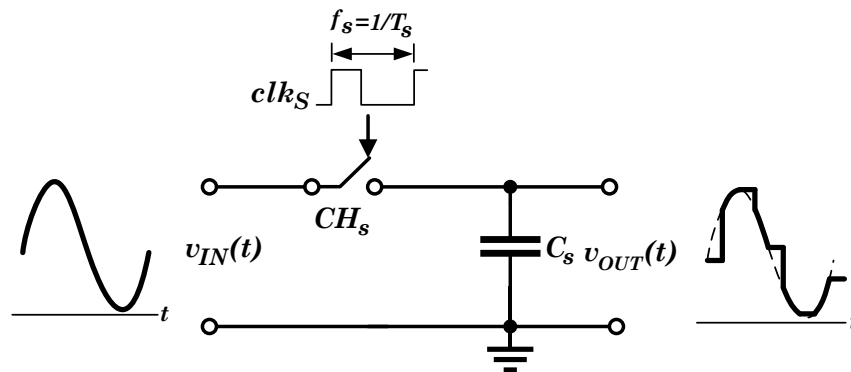 f_s=1/T_s
clk_S
CH_s
v_IN(t)
C_s
v_OUT(t)
t
t